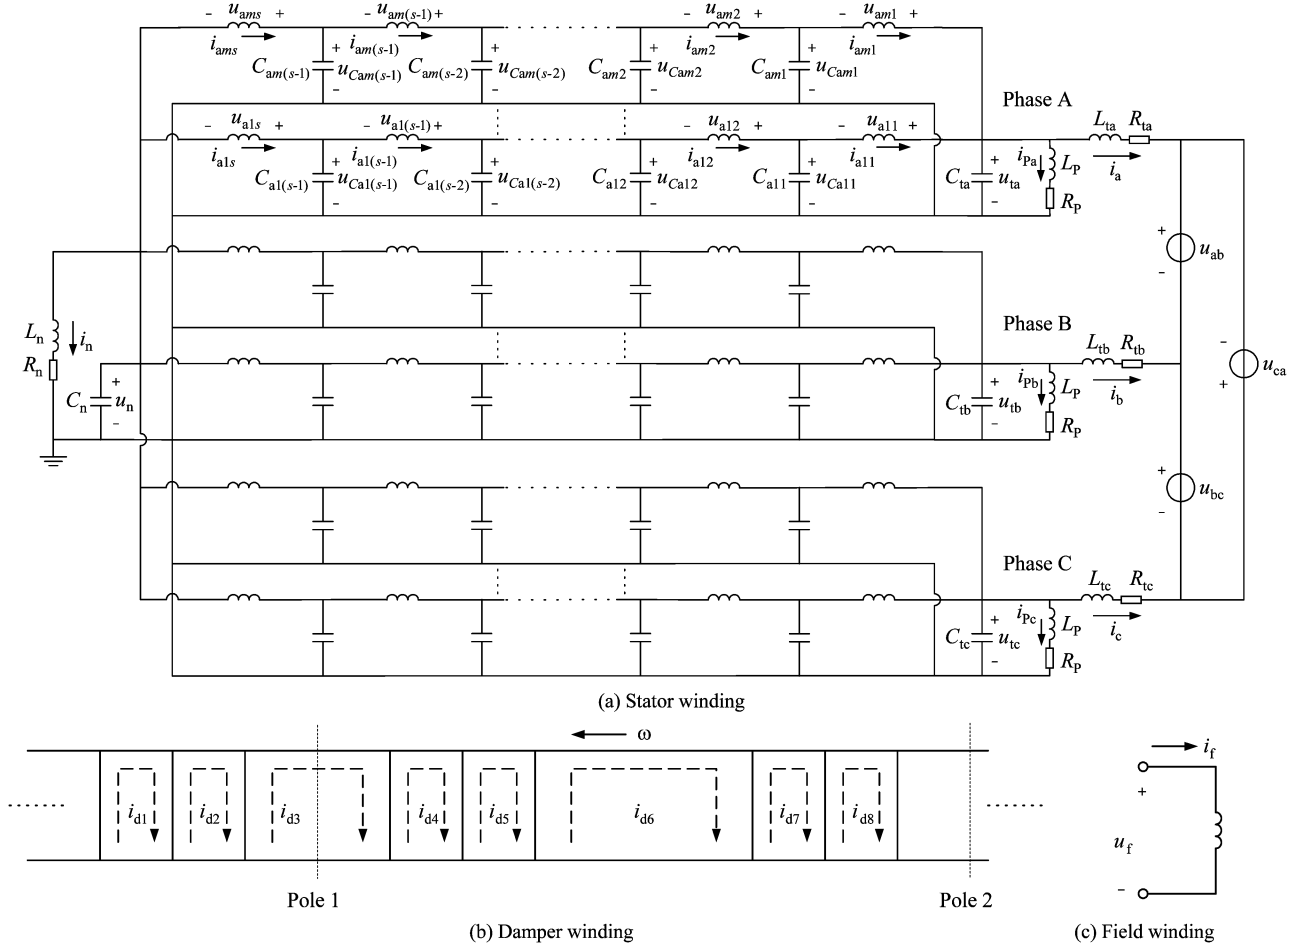 − u_ams +
− u_am(s-1) +
− u_am2 +
− u_am1 +
i_ams
i_am(s-1)
i_am2
i_am1
C_am(s-1)
+ u_Cam(s-1) −
C_am(s-2)
+ u_Cam(s-2) −
C_am2
+ u_Cam2 −
C_am1
+ u_Cam1 −
Phase A
− u_a1s +
− u_a1(s-1) +
− u_a12 +
− u_a11 +
i_a1s
i_a1(s-1)
i_a12
i_a11
C_a1(s-1)
+ u_Ca1(s-1) −
C_a1(s-2)
+ u_Ca1(s-2) −
C_a12
+ u_Ca12 −
C_a11
+ u_Ca11 −
C_ta
+ u_ta −
i_Pa
L_P
R_P
L_ta
R_ta
i_a
+ u_ab −
L_n
R_n
i_n
C_n
+ u_n −
Phase B
C_tb
+ u_tb −
i_Pb
L_P
R_P
L_tb
R_tb
i_b
− u_ca +
+ u_bc −
Phase C
C_tc
+ u_tc −
i_Pc
L_P
R_P
L_tc
R_tc
i_c
(a) Stator winding
ω
i_d1
i_d2
i_d3
i_d4
i_d5
i_d6
i_d7
i_d8
Pole 1
Pole 2
(b) Damper winding
i_f
+
u_f
−
(c) Field winding